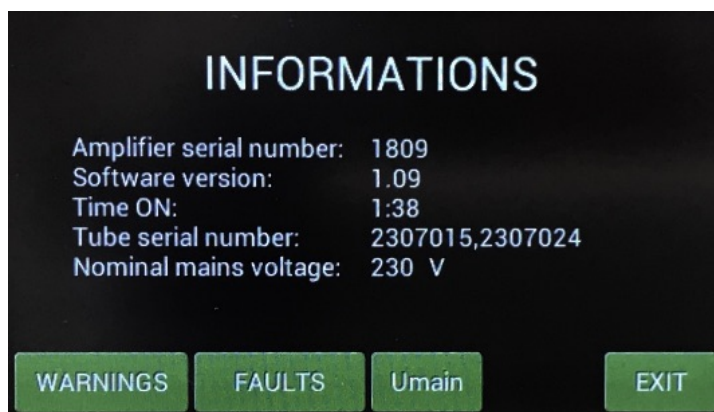 INFORMATIONS
Amplifier serial number: 1809
Software version: 1.09
Time ON: 1:38
Tube serial number: 2307015,2307024
Nominal mains voltage: 230 V
WARNINGS FAULTS Umain EXIT